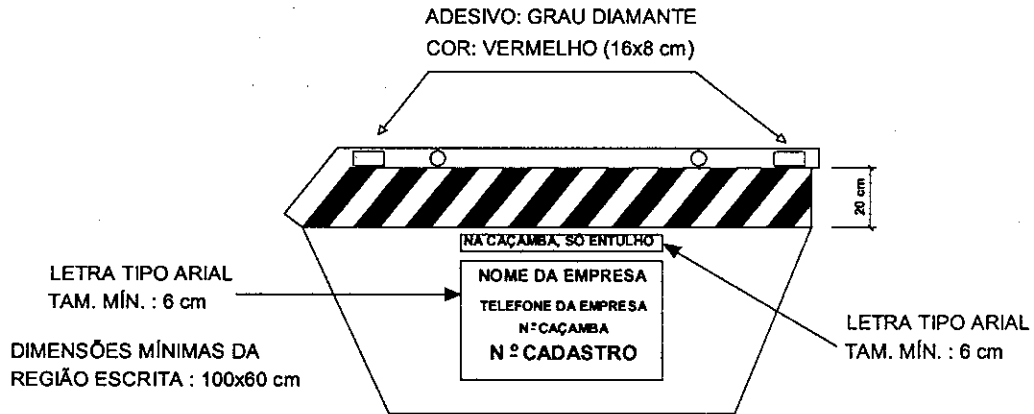 ADESIVO: GRAU DIAMANTE
COR: VERMELHO (16x8 cm)
20 cm
NA CAÇAMBA, SÓ ENTULHO
NOME DA EMPRESA
TELEFONE DA EMPRESA
Nº CAÇAMBA
Nº CADASTRO
LETRA TIPO ARIAL
TAM. MÍN. : 6 cm
LETRA TIPO ARIAL
TAM. MÍN. : 6 cm
DIMENSÕES MÍNIMAS DA
REGIÃO ESCRITA : 100x60 cm